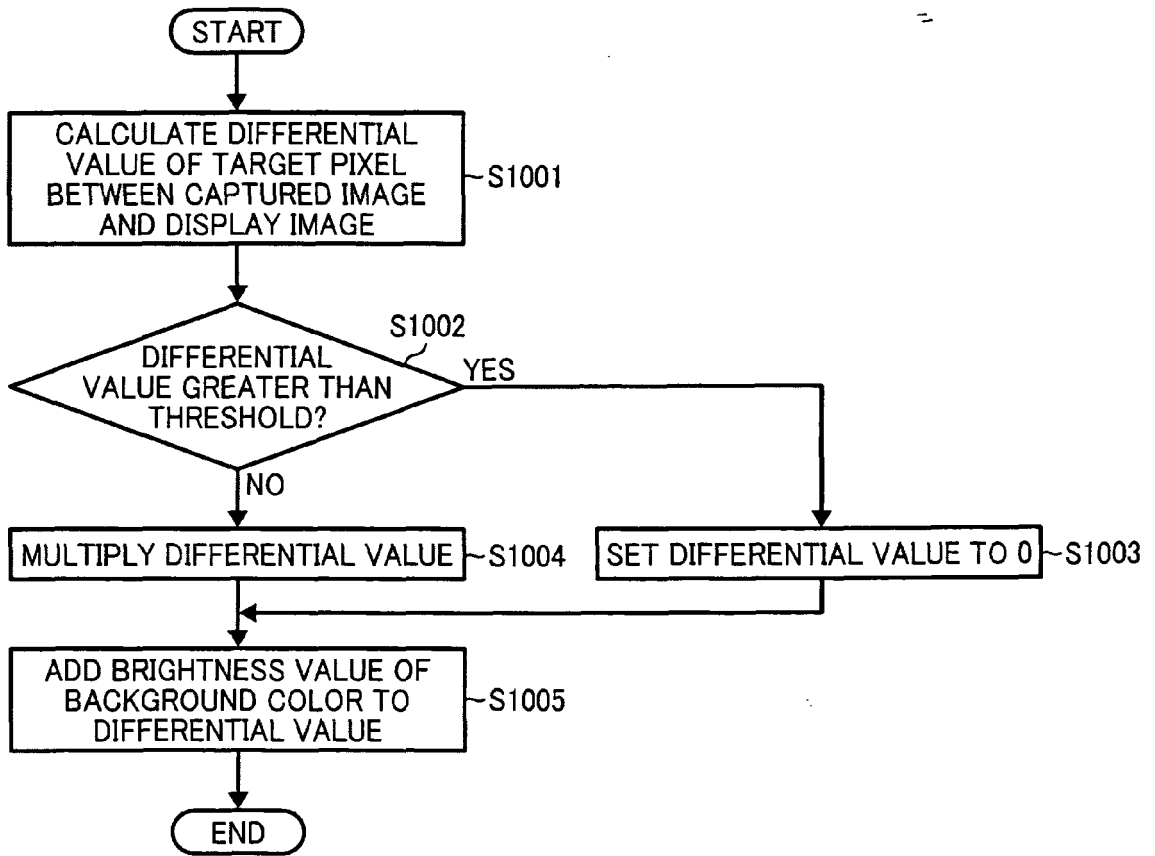 START
CALCULATE DIFFERENTIAL
VALUE OF TARGET PIXEL
BETWEEN CAPTURED IMAGE
AND DISPLAY IMAGE
S1001
S1002
DIFFERENTIAL
VALUE GREATER THAN
THRESHOLD?
YES
NO
MULTIPLY DIFFERENTIAL VALUE
S1004
SET DIFFERENTIAL VALUE TO 0
S1003
ADD BRIGHTNESS VALUE OF
BACKGROUND COLOR TO
DIFFERENTIAL VALUE
S1005
END